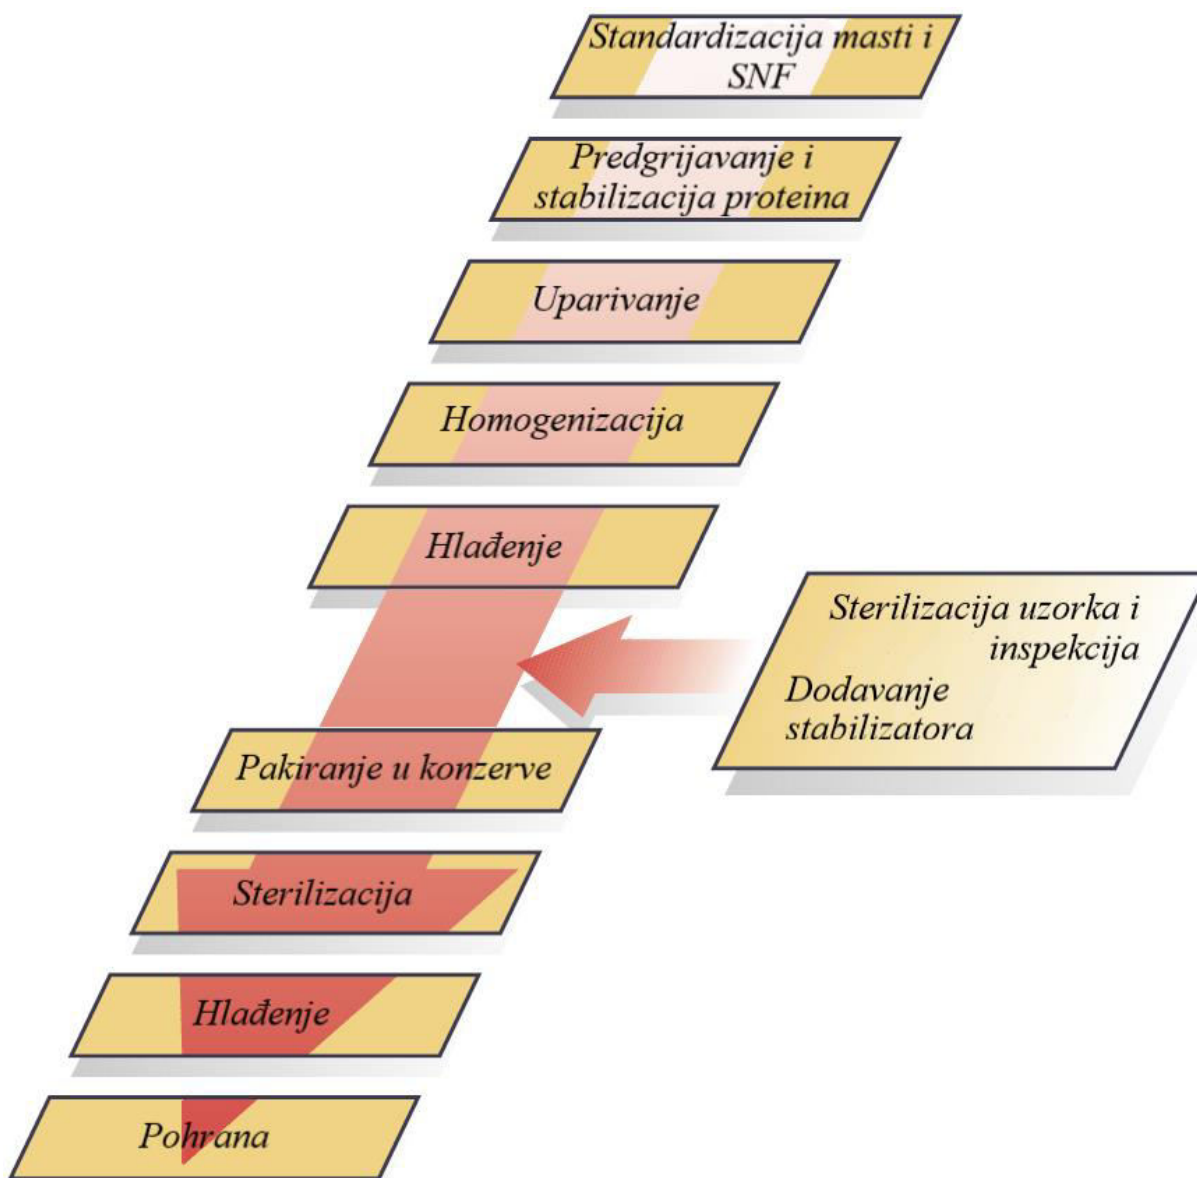 Standardizacija masti i
SNF
Predgrijavanje i
stabilizacija proteina
Uparivanje
Homogenizacija
Hlađenje
Sterilizacija uzorka i
inspekcija
Dodavanje
stabilizatora
Pakiranje u konzerve
Sterilizacija
Hlađenje
Pohrana